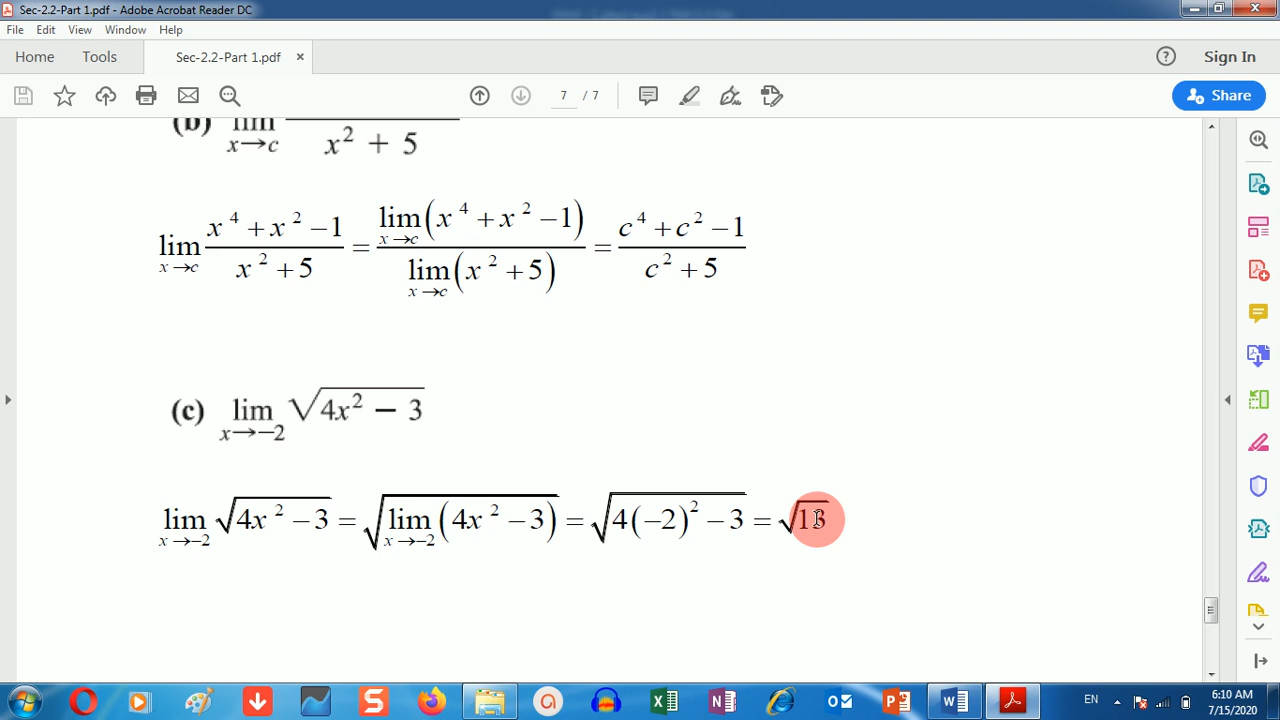 Sec-2.2-Part 1.pdf - Adobe Acrobat Reader DC
File Edit View Window Help
Home Tools Sec-2.2-Part 1.pdf × ? Sign In
7 / 7 Share
(b) lim x→c x² + 5
lim x→c (x⁴ + x² − 1)/(x² + 5) = lim x→c (x⁴ + x² − 1) / lim x→c (x² + 5) = (c⁴ + c² − 1)/(c² + 5)
(c) lim x→−2 √(4x² − 3)
lim x→−2 √(4x² − 3) = √(lim x→−2 (4x² − 3)) = √(4(−2)² − 3) = √13
EN 6:10 AM
7/15/2020